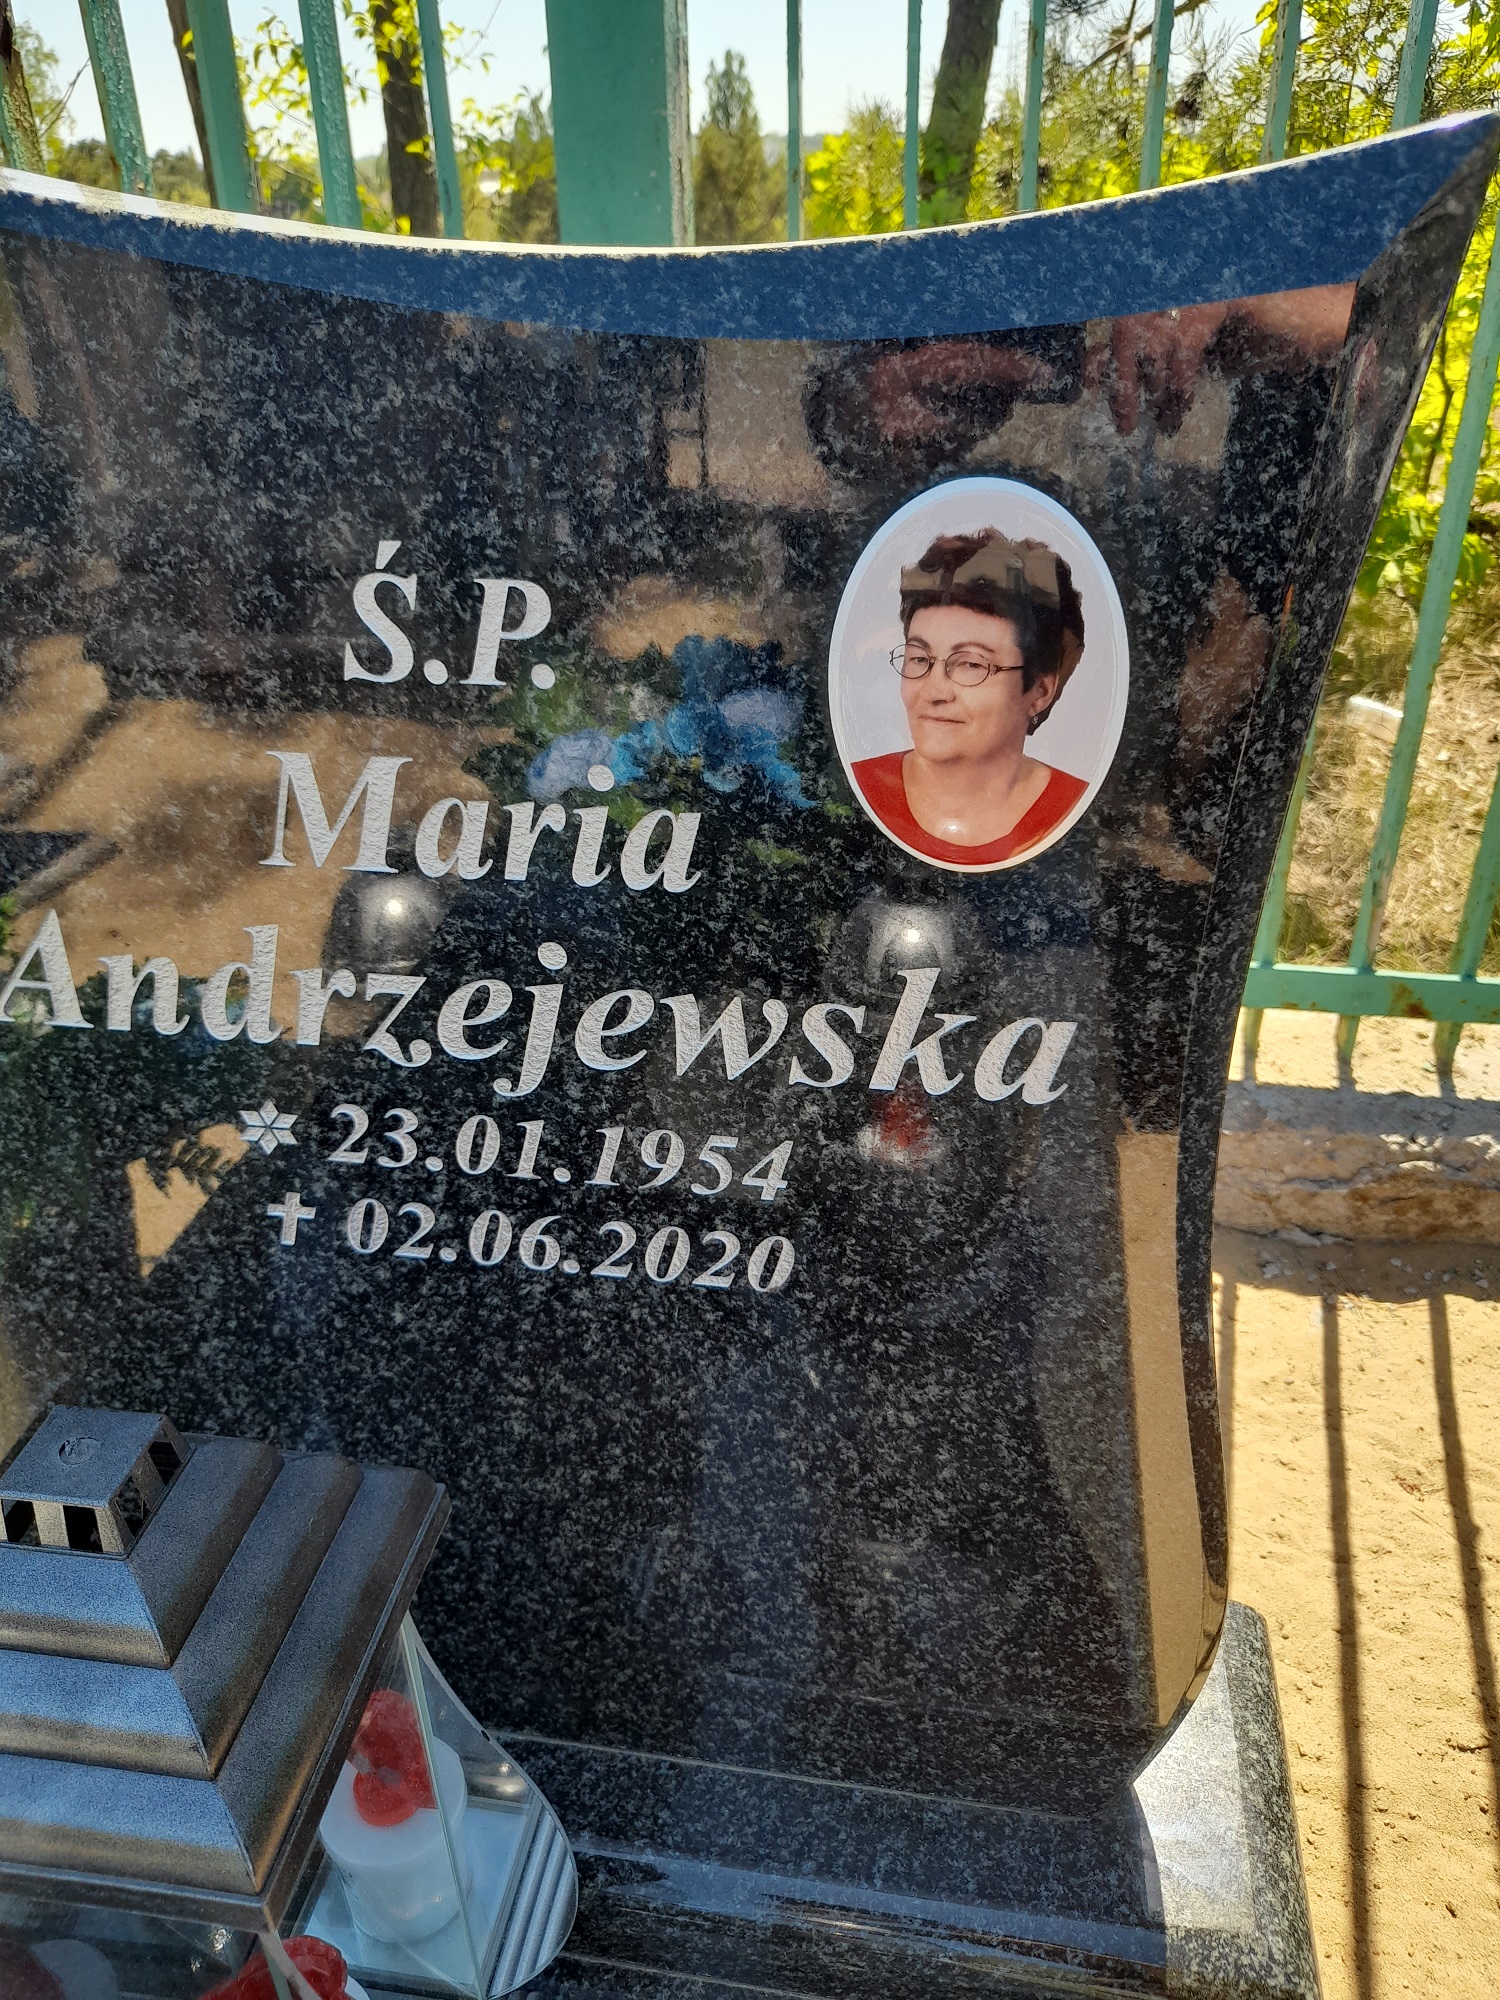 Ś.P.
Maria
Andrzejewska
23.01.1954
02.06.2020